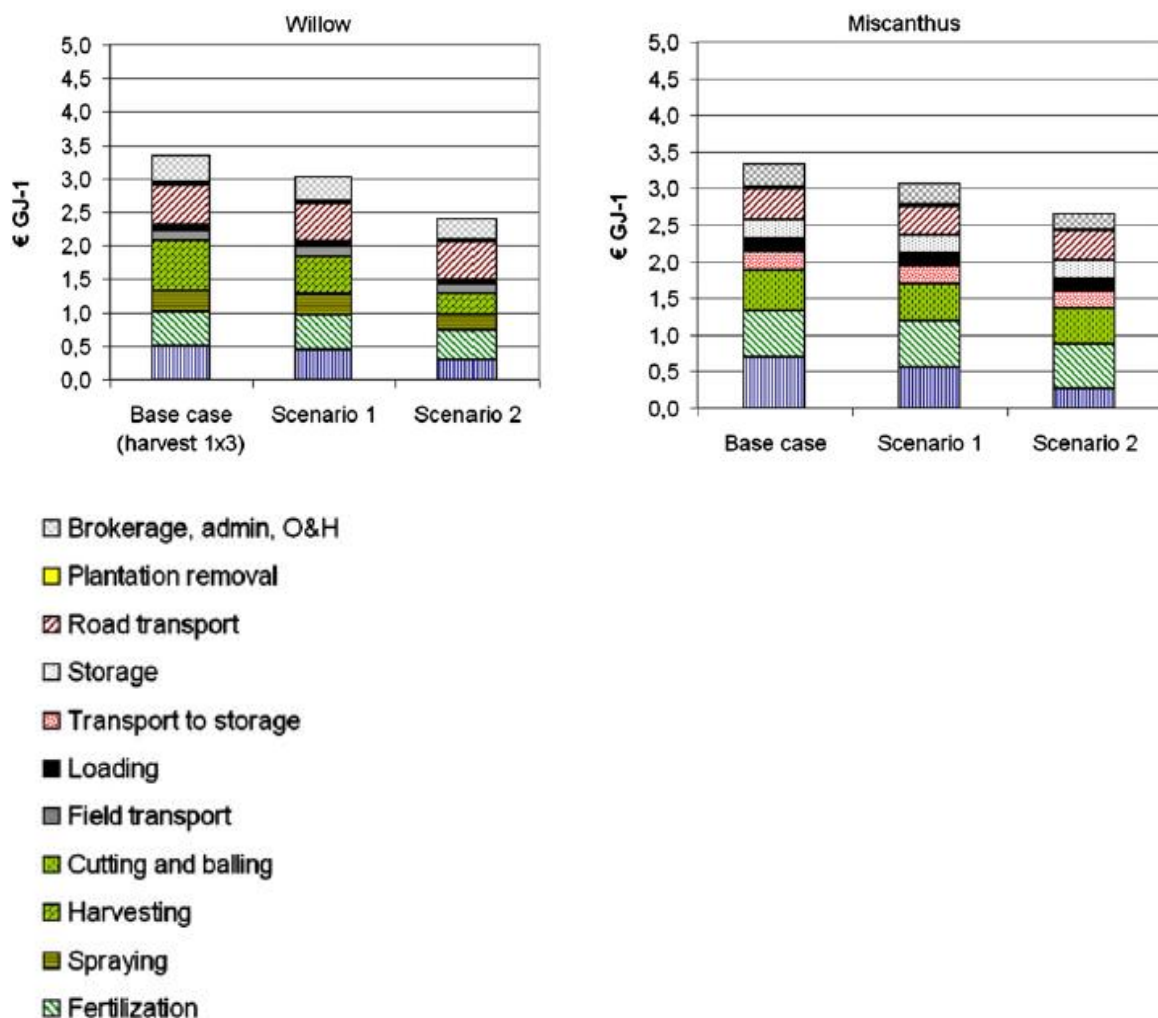 Willow
5,0
4,5
4,0
3,5
3,0
2,5
2,0
1,5
1,0
0,5
0,0
€ GJ-1
Base case
(harvest 1x3)
Scenario 1
Scenario 2
Miscanthus
5,0
4,5
4,0
3,5
3,0
2,5
2,0
1,5
1,0
0,5
0,0
€ GJ-1
Base case
Scenario 1
Scenario 2
Brokerage, admin, O&H
Plantation removal
Road transport
Storage
Transport to storage
Loading
Field transport
Cutting and balling
Harvesting
Spraying
Fertilization